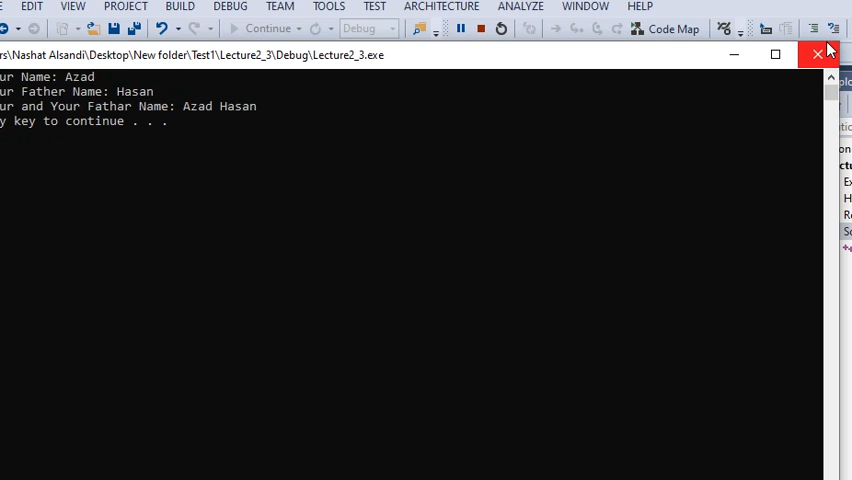 EDIT VIEW PROJECT BUILD DEBUG TEAM TOOLS TEST ARCHITECTURE ANALYZE WINDOW HELP
Continue Debug Code Map
rs\Nashat Alsandi\Desktop\New folder\Test1\Lecture2_3\Debug\Lecture2_3.exe
ur Name: Azad
ur Father Name: Hasan
ur and Your Fathar Name: Azad Hasan
y key to continue . . .